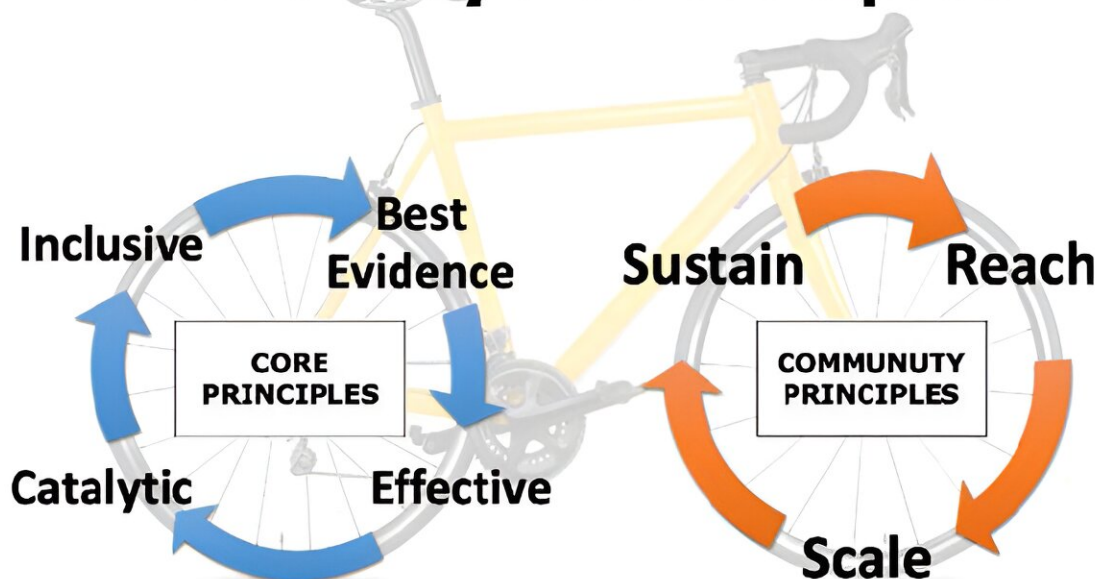 Inclusive
Best
Evidence
CORE
PRINCIPLES
Catalytic
Effective
Sustain
Reach
COMMUNUTY
PRINCIPLES
Scale